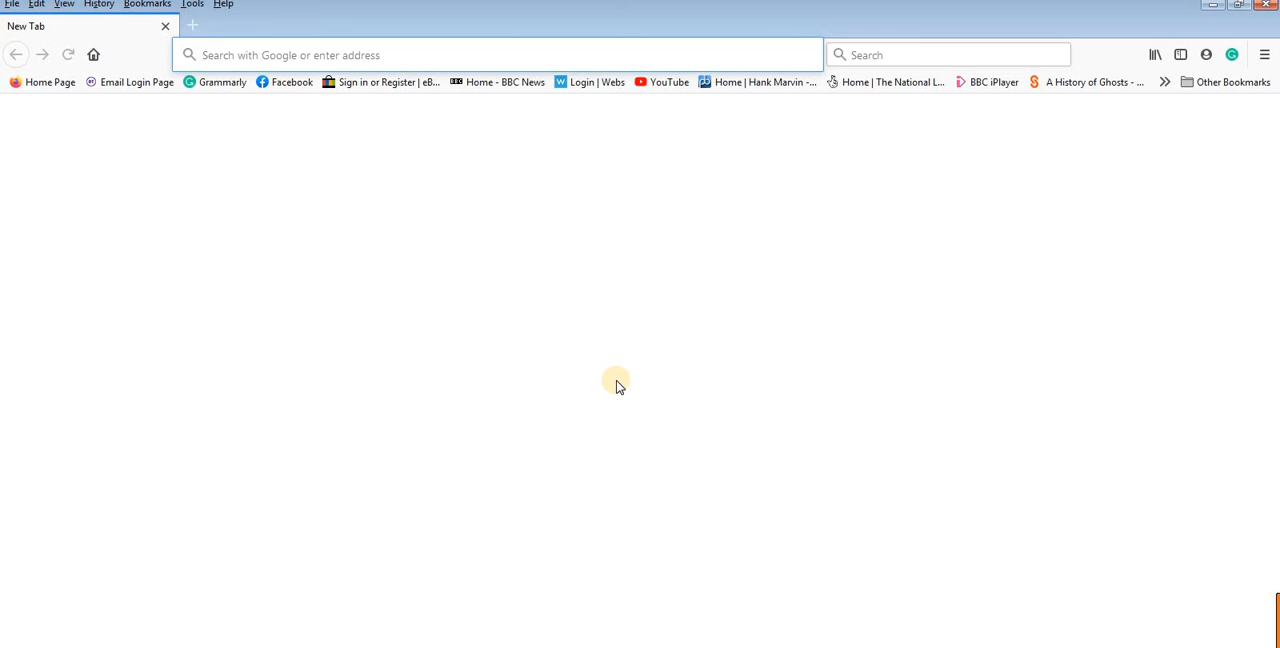 File Edit View History Bookmarks Tools Help
New Tab
Search with Google or enter address
Search
Home Page Email Login Page Grammarly Facebook Sign in or Register | eB... Home - BBC News Login | Webs YouTube Home | Hank Marvin -... Home | The National L... BBC iPlayer A History of Ghosts - ... Other Bookmarks